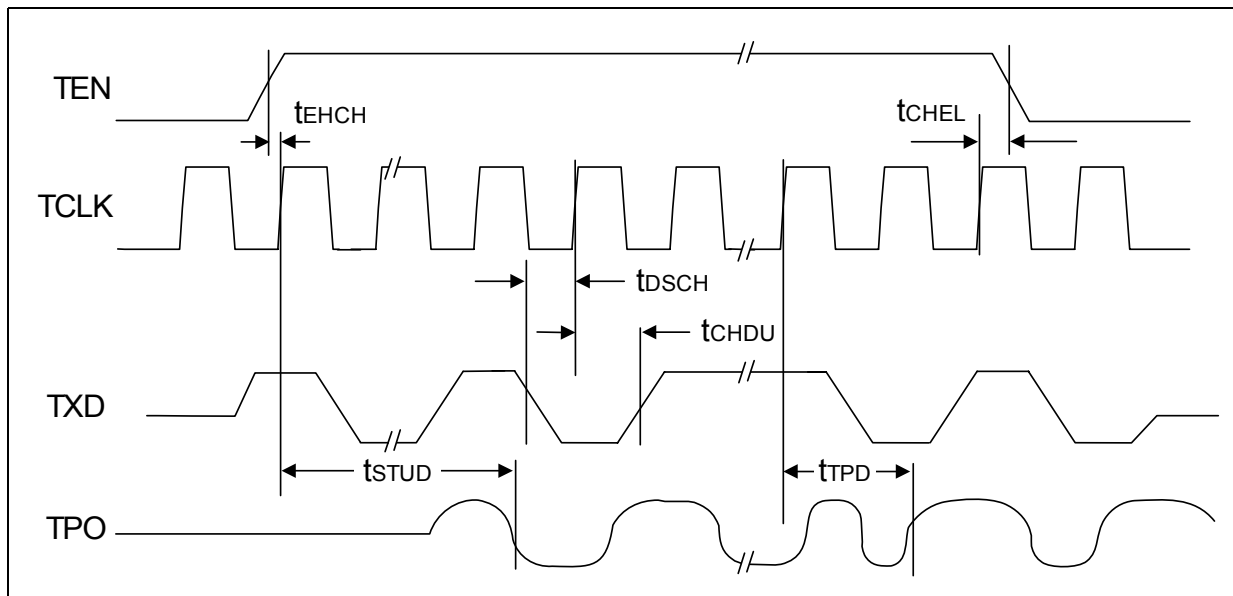 TEN
tEHCH
tCHEL
TCLK
tDSCH
tCHDU
TXD
tSTUD
tTPD
TPO